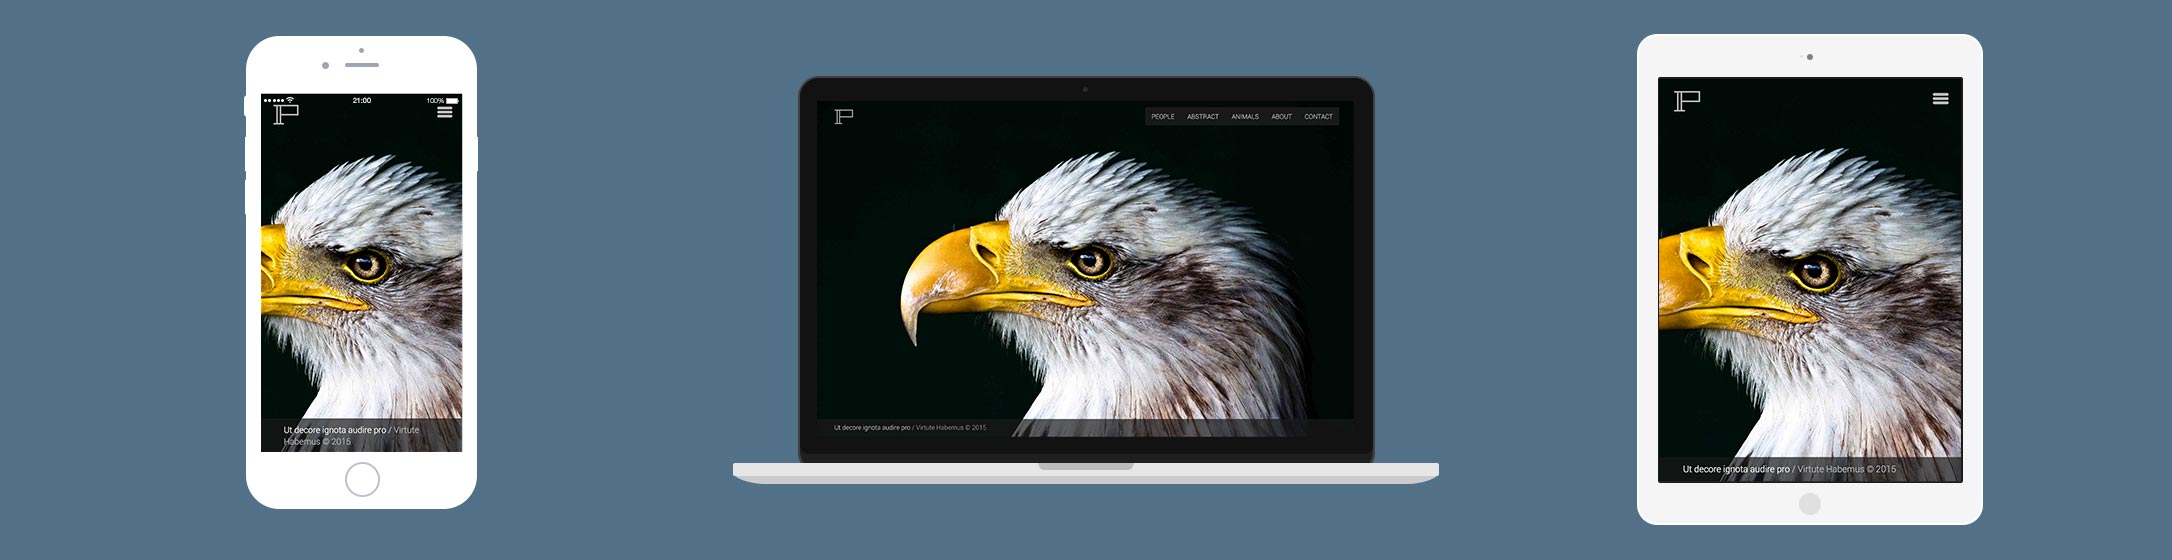 21:00
100%
P
Ut decore ignota audire pro / Virtute
Habemus © 2015
P
PEOPLE ABSTRACT ANIMALS ABOUT CONTACT
Ut decore ignota audire pro / Virtute Habemus © 2015
P
Ut decore ignota audire pro / Virtute Habemus © 2015